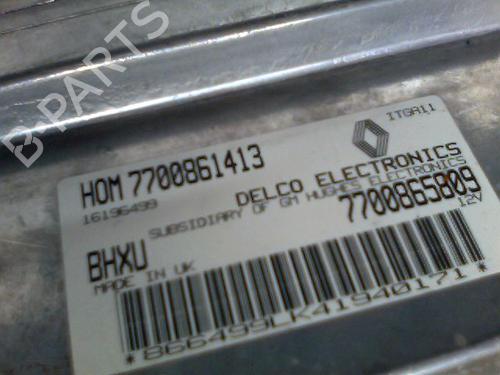 B-PARTS
ITGA11
HOM 7700861413
16196499
DELCO ELECTRONICS
SUBSIDIARY OF GM HUGHES ELECTRONICS
7700865809
12V
BHXU
MADE IN UK
*866499LK41940171*